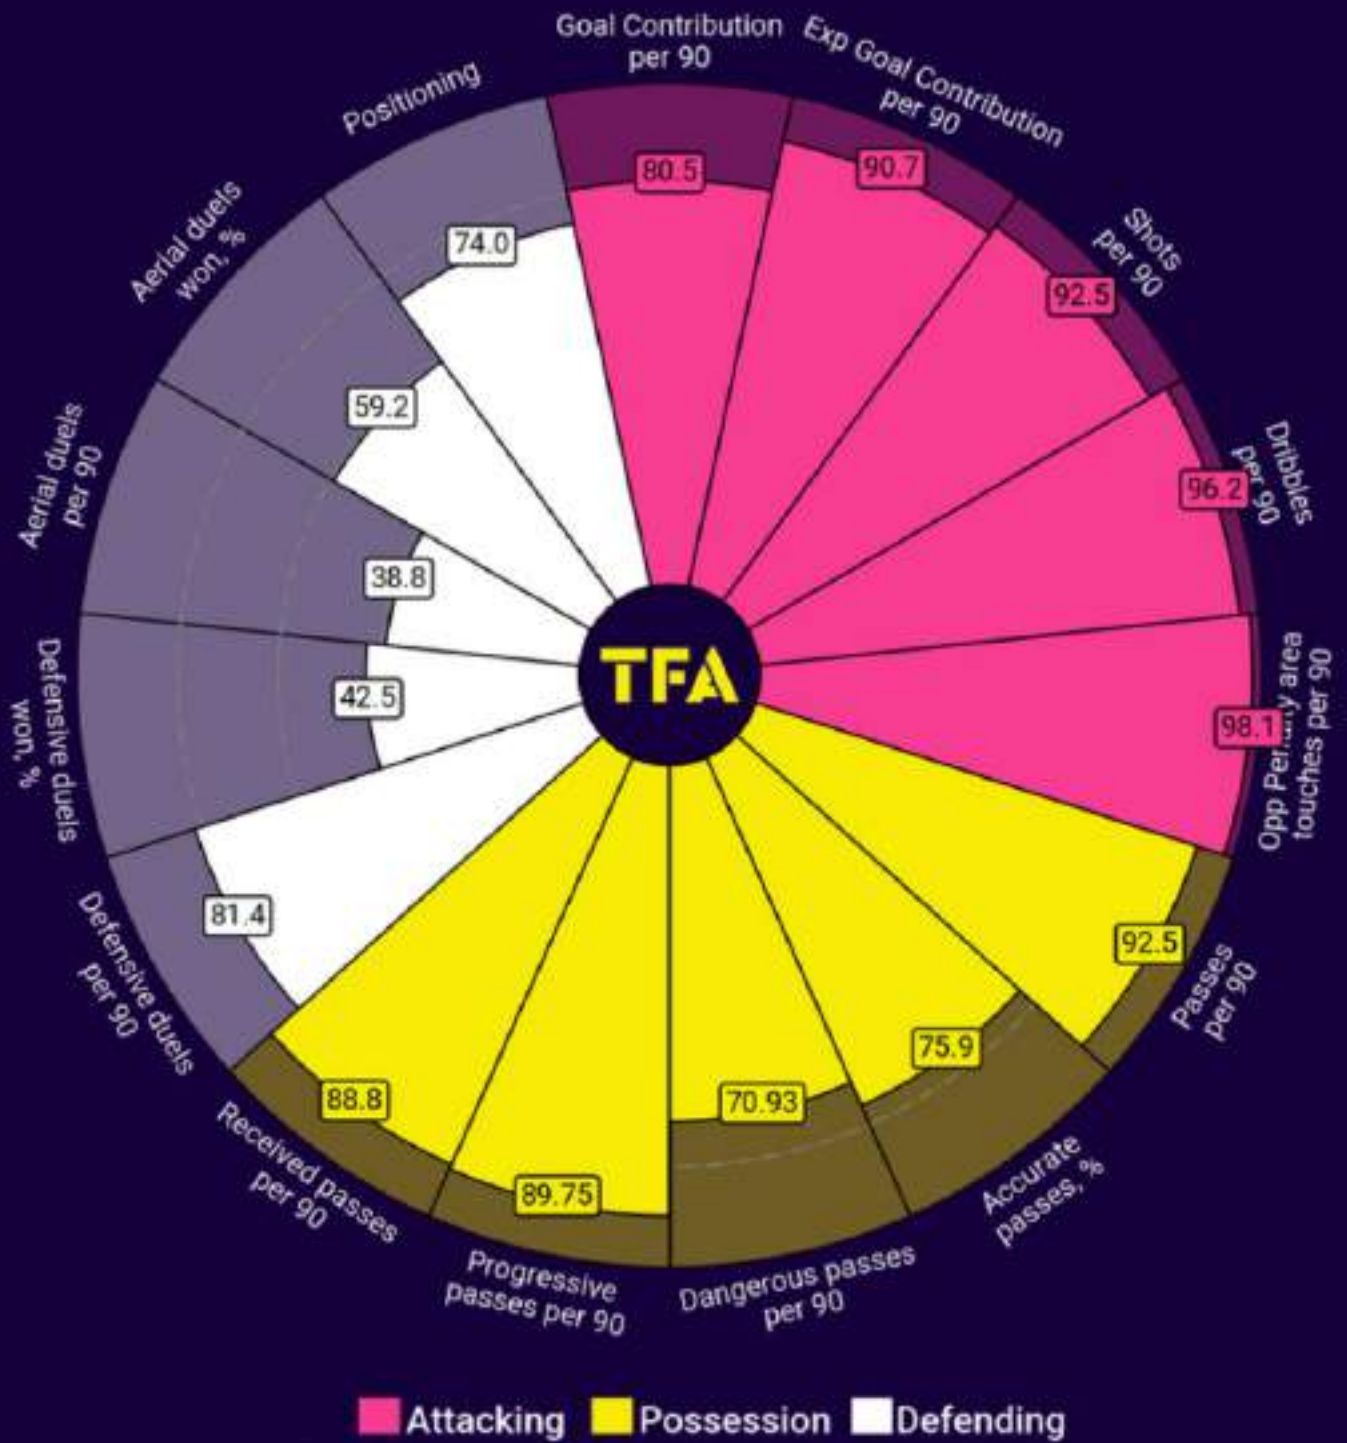 Goal Contribution
per 90
80.5
Exp Goal Contribution
per 90
90.7
Shots
per 90
92.5
Dribbles
per 90
96.2
Opp Penalty area
touches per 90
98.1
Passes
per 90
92.5
Accurate
passes, %
75.9
Dangerous passes
per 90
70.93
Progressive
passes per 90
89.75
Received passes
per 90
88.8
Defensive duels
per 90
81.4
Defensive duels
won, %
42.5
Aerial duels
per 90
38.8
Aerial duels
won, %
59.2
Positioning
74.0
TFA
Attacking Possession Defending